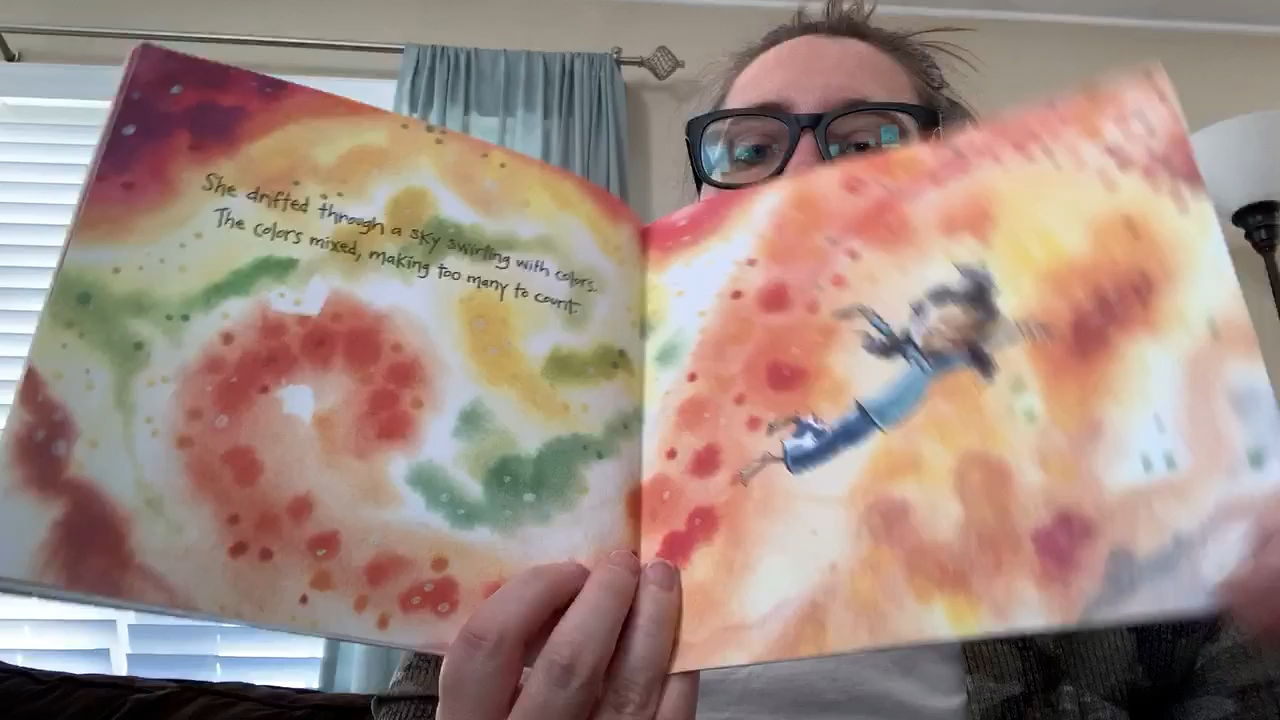 She drifted through a sky swirling with colors.
The colors mixed, making too many to count.